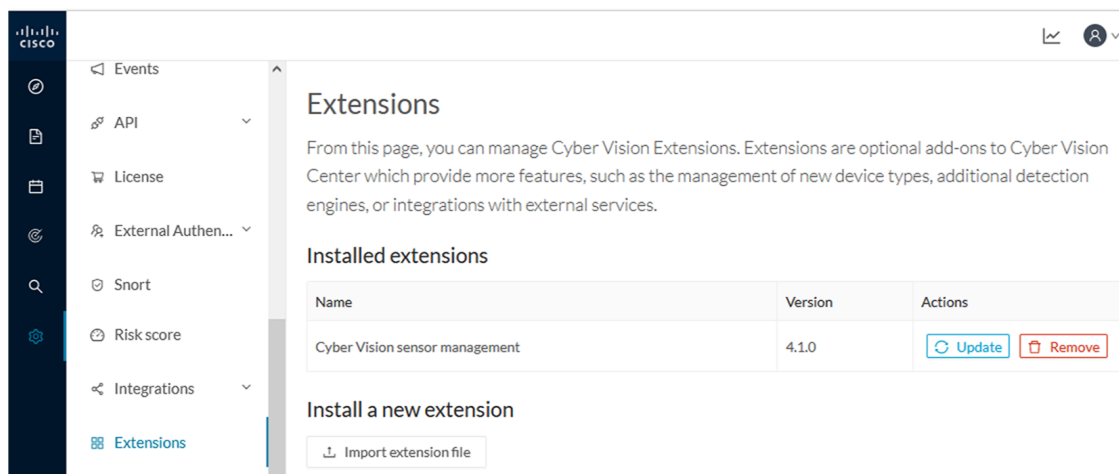 CISCO
Events
API
License
External Authen...
Snort
Risk score
Integrations
Extensions
Extensions
From this page, you can manage Cyber Vision Extensions. Extensions are optional add-ons to Cyber Vision
Center which provide more features, such as the management of new device types, additional detection
engines, or integrations with external services.
Installed extensions
Name Version Actions
Cyber Vision sensor management 4.1.0 Update Remove
Install a new extension
Import extension file